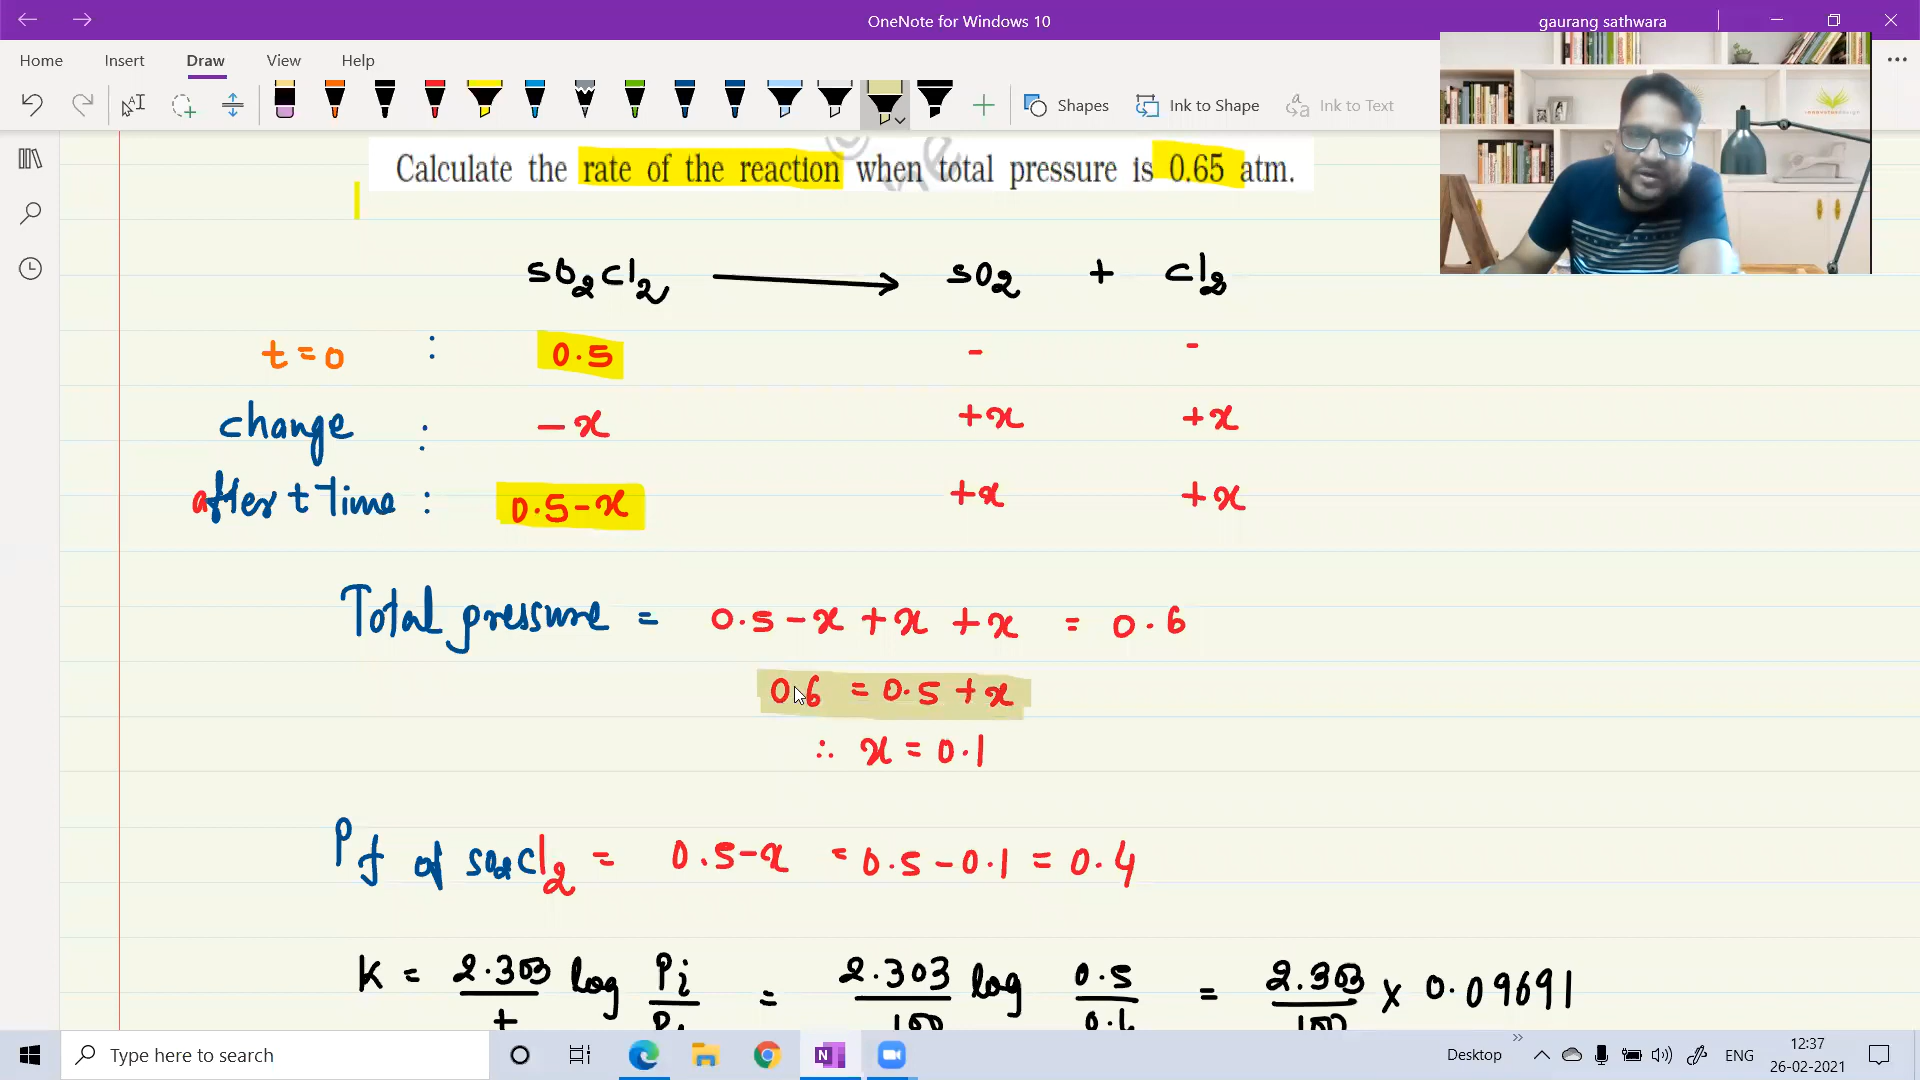 OneNote for Windows 10
gaurang sathwara
Home Insert Draw View Help
Shapes Ink to Shape Ink to Text
Calculate the rate of the reaction when total pressure is 0.65 atm.
SO2Cl2 ⟶ SO2 + Cl2
t = 0 : 0.5 - -
change : - x + x + x
after t time : 0.5 - x + x + x
Total pressure = 0.5 - x + x + x = 0.6
0.6 = 0.5 + x
∴ x = 0.1
Pf of SO2Cl2 = 0.5 - x = 0.5 - 0.1 = 0.4
K = 2.303/t log Pi/ = 2.303/100 log 0.5/0.4 = 2.303/100 × 0.09691
Type here to search
Desktop
ENG
12:37
26-02-2021